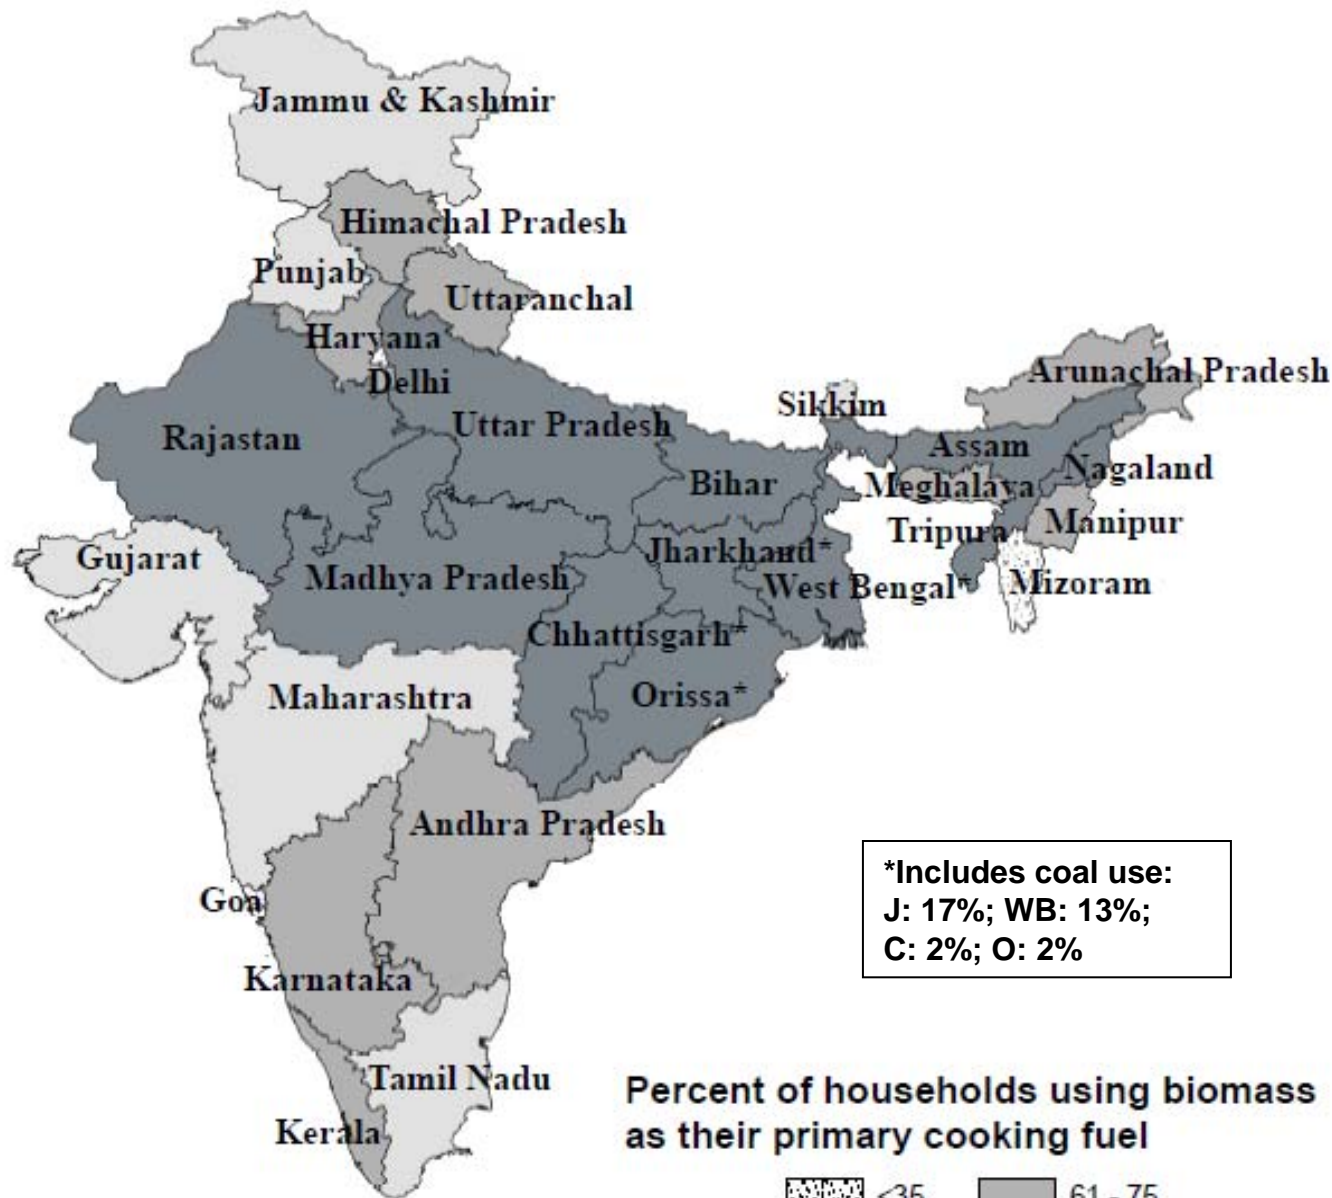 Jammu & Kashmir
Himachal Pradesh
Punjab
Uttaranchal
Haryana
Delhi
Arunachal Pradesh
Sikkim
Rajastan
Uttar Pradesh
Assam
Nagaland
Bihar
Meghalaya
Manipur
Tripura
Gujarat
Jharkhand*
Madhya Pradesh
West Bengal*
Mizoram
Chhattisgarh*
Maharashtra
Orissa*
Andhra Pradesh
*Includes coal use:
J: 17%; WB: 13%;
C: 2%; O: 2%
Goa
Karnataka
Tamil Nadu
Kerala
Percent of households using biomass
as their primary cooking fuel
<35 61 - 75